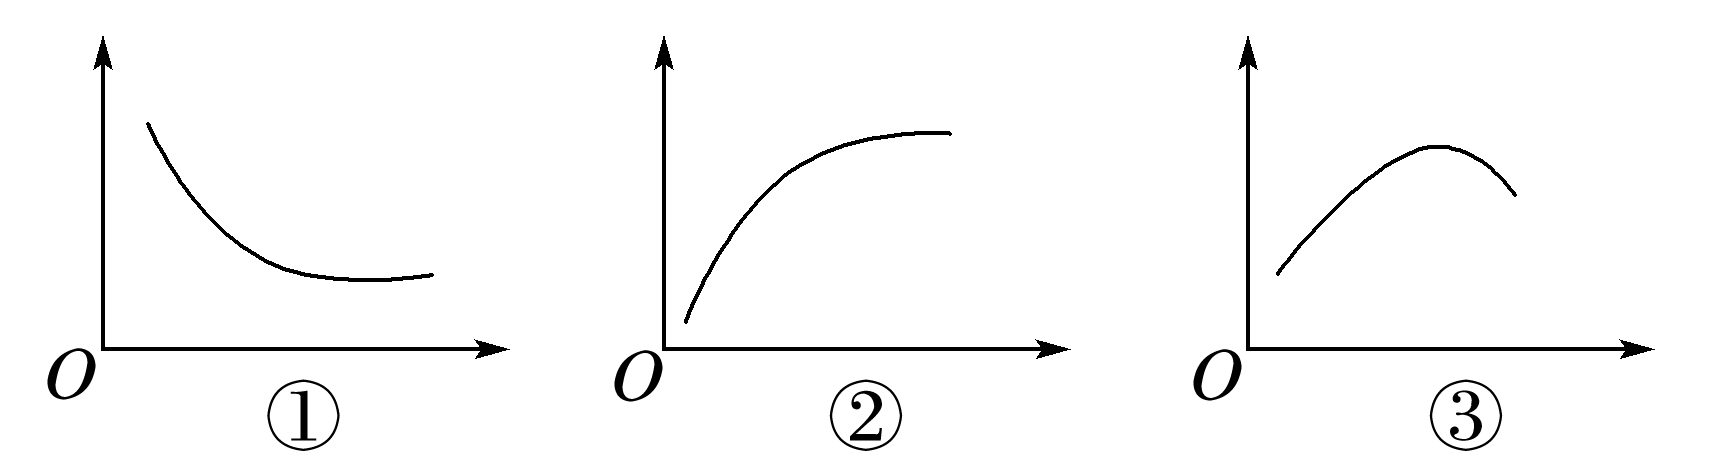 O O O
① ② ③